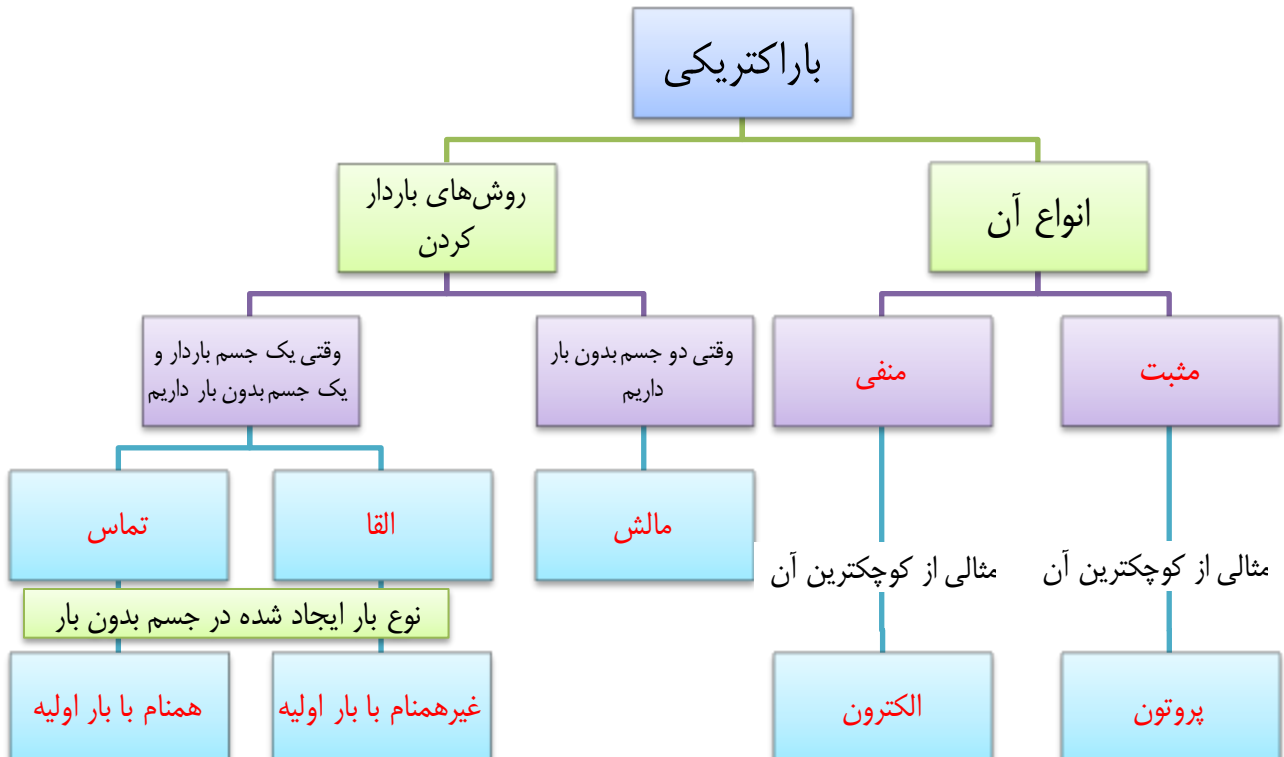 باراکتریکی
انواع آن
روش‌های باردار
کردن
مثبت
منفی
وقتی دو جسم بدون بار
داریم
وقتی یک جسم باردار و
یک جسم بدون بار داریم
مالش
القا
تماس
مثالی از کوچکترین آن
مثالی از کوچکترین آن
نوع بار ایجاد شده در جسم بدون بار
پروتون
الکترون
غیرهمنام با بار اولیه
همنام با بار اولیه